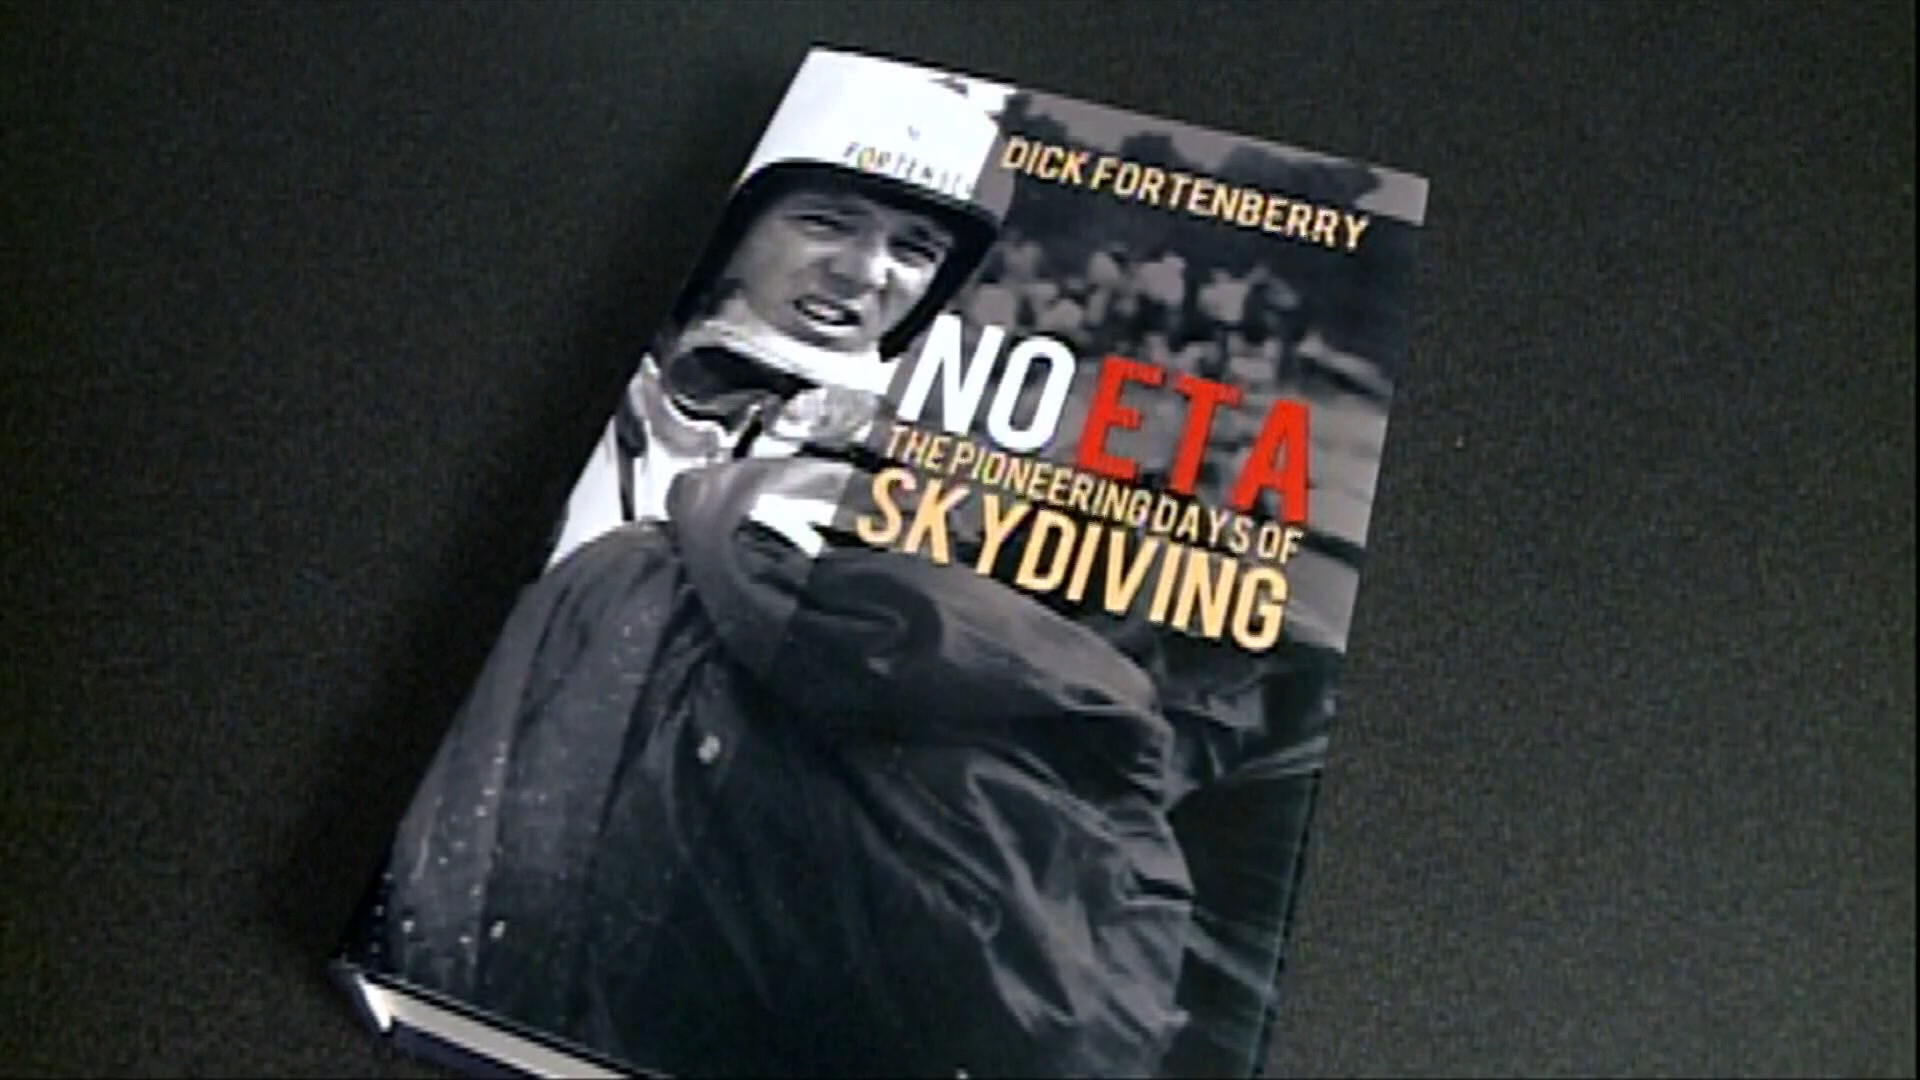 DICK FORTENBERRY
NO ETA
THE PIONEERING DAYS OF
SKYDIVING